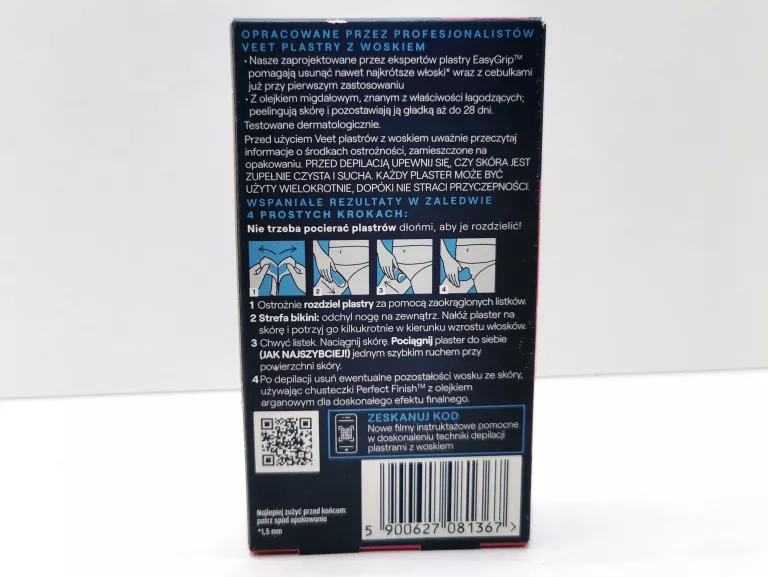 OPRACOWANE PRZEZ PROFESJONALISTÓW
VEET PLASTRY Z WOSKIEM
• Nasze zaprojektowane przez ekspertów plastry EasyGrip™
pomagają usunąć nawet najkrótsze włoski* wraz z cebulkami
już przy pierwszym zastosowaniu
• Z olejkiem migdałowym, znanym z właściwości łagodzących;
peelingują skórę i pozostawiają ją gładką aż do 28 dni.
Testowane dermatologicznie.
Przed użyciem Veet plastrów z woskiem uważnie przeczytaj
informacje o środkach ostrożności, zamieszczone na
opakowaniu. PRZED DEPILACJĄ UPEWNIJ SIĘ, CZY SKÓRA JEST
ZUPEŁNIE CZYSTA I SUCHA. KAŻDY PLASTER MOŻE BYĆ
UŻYTY WIELOKROTNIE, DOPÓKI NIE STRACI PRZYCZEPNOŚCI.
WSPANIAŁE REZULTATY W ZALEDWIE
4 PROSTYCH KROKACH:
Nie trzeba pocierać plastrów dłońmi, aby je rozdzielić!
1 2 3 4
1 Ostrożnie rozdziel plastry za pomocą zaokrąglonych listków.
2 Strefa bikini: odchyl nogę na zewnątrz. Nałóż plaster na
skórę i potrzyj go kilkukrotnie w kierunku wzrostu włosków.
3 Chwyć listek. Naciągnij skórę. Pociągnij plaster do siebie
(JAK NAJSZYBCIEJ!) jednym szybkim ruchem przy
powierzchni skóry.
4 Po depilacji usuń ewentualne pozostałości wosku ze skóry,
używając chusteczki Perfect Finish™ z olejkiem
arganowym dla doskonałego efektu finalnego.
ZESKANUJ KOD
Nowe filmy instruktażowe pomocne
w doskonaleniu techniki depilacji
plastrami z woskiem
Najlepiej zużyć przed końcem:
patrz spód opakowania
*1,5 mm
5 900627 081367 >